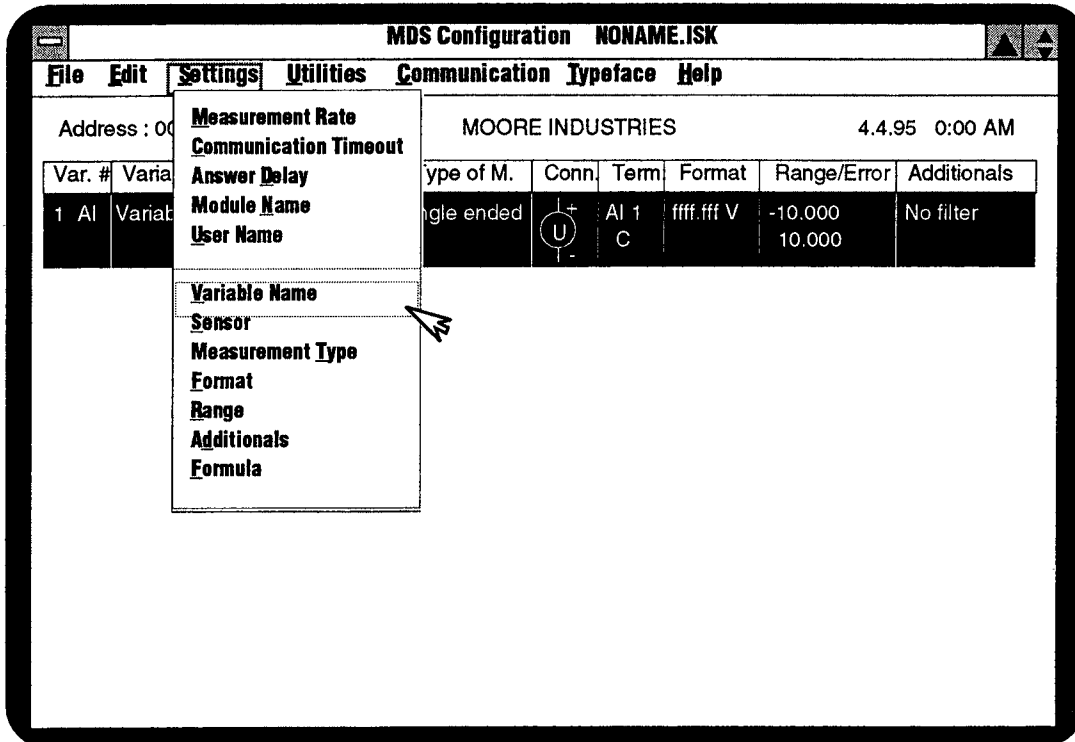 MDS Configuration NONAME.ISK
File Edit Settings Utilities Communication Typeface Help
Address : 00 MOORE INDUSTRIES 4.4.95 0:00 AM
Var. # Varia ype of M. Conn. Term Format Range/Error Additionals
1 AI Variab ngle ended + AI 1 ffff.fff V -10.000 No filter
U C 10.000
-
Measurement Rate
Communication Timeout
Answer Delay
Module Name
User Name
Variable Name
Sensor
Measurement Type
Format
Range
Additionals
Formula